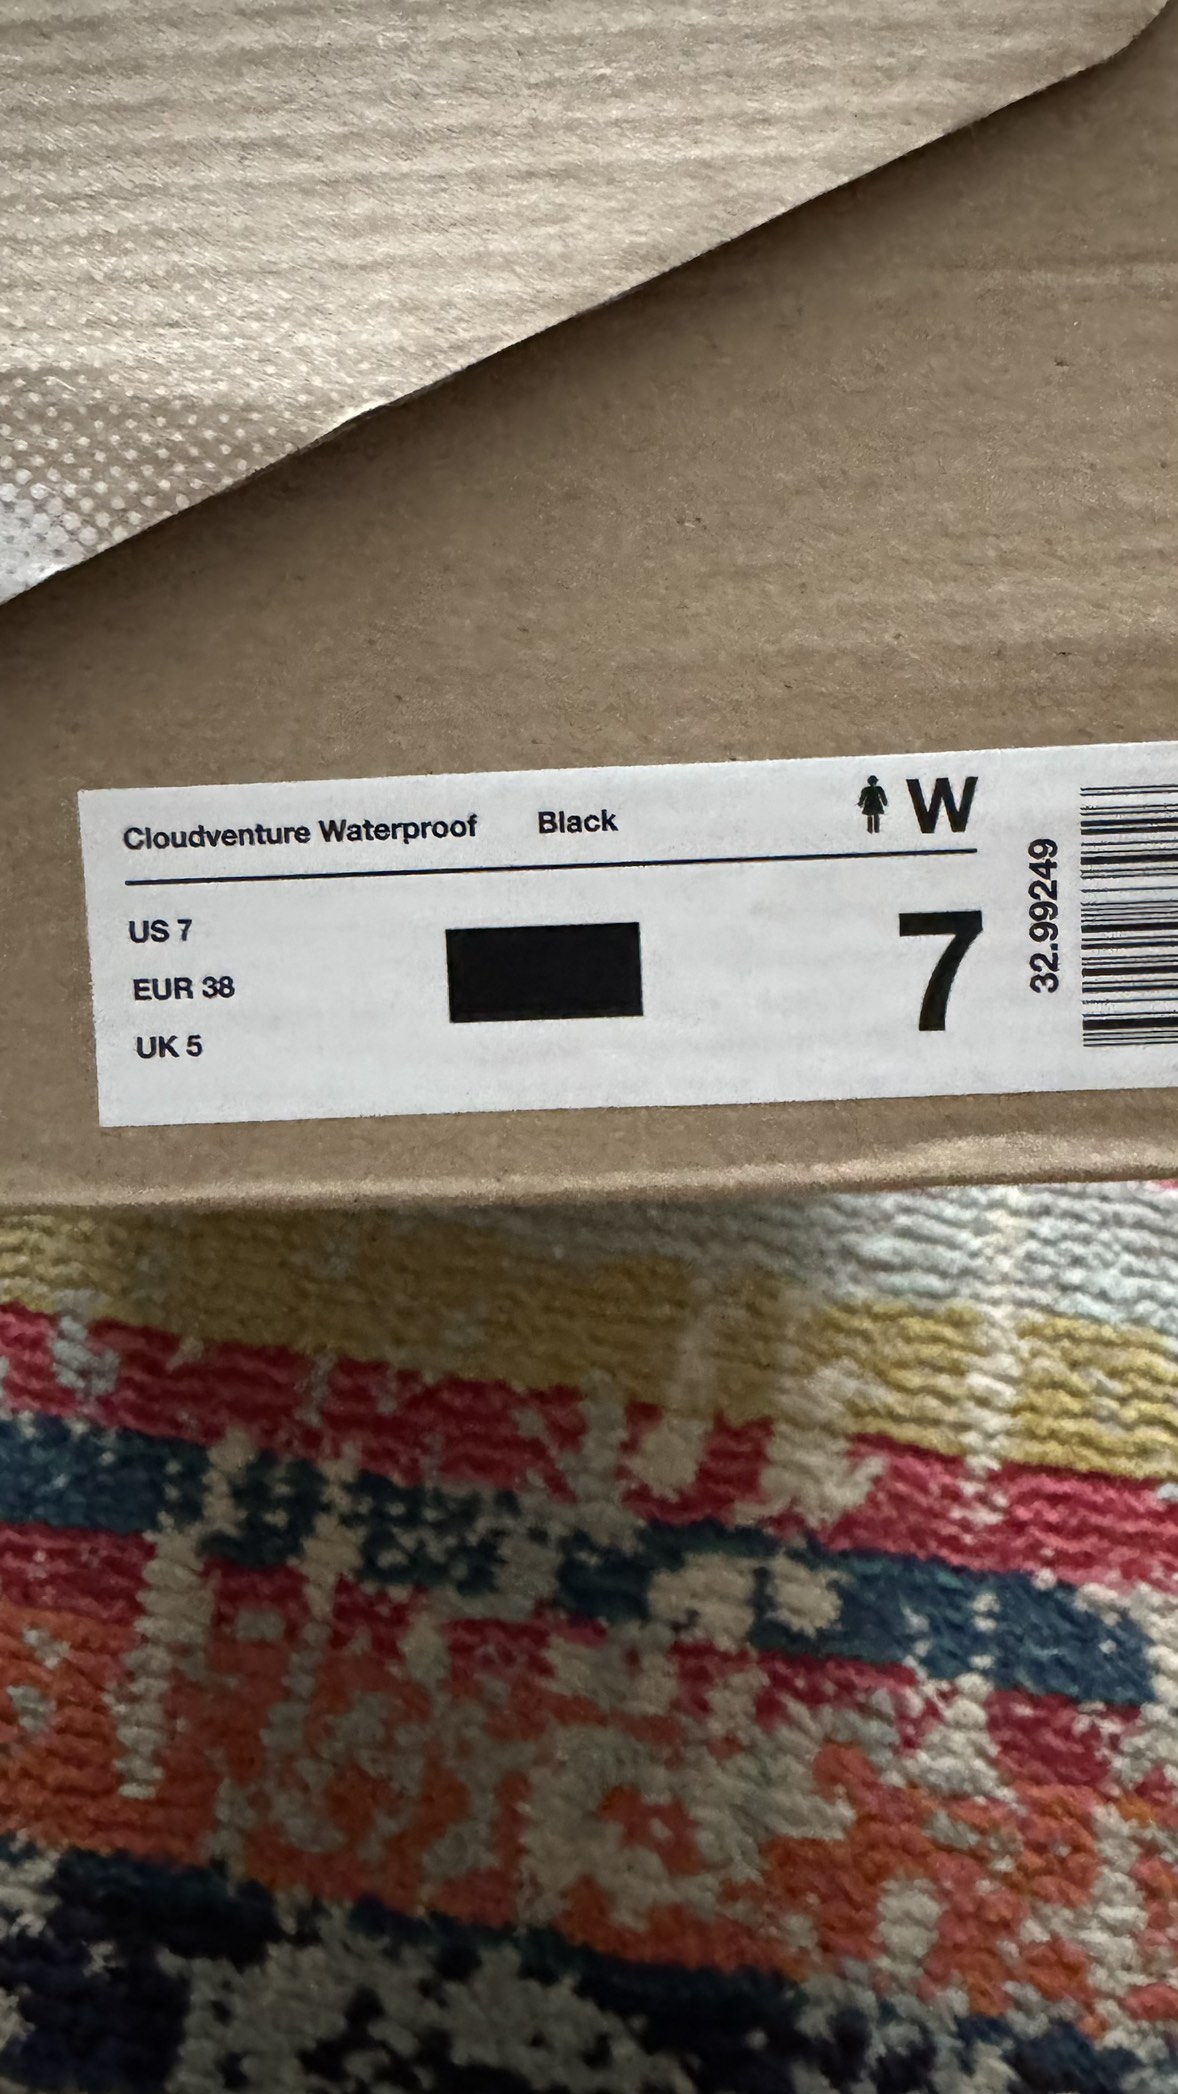 Cloudventure Waterproof Black W
US 7
EUR 38
UK 5
7
32.99249